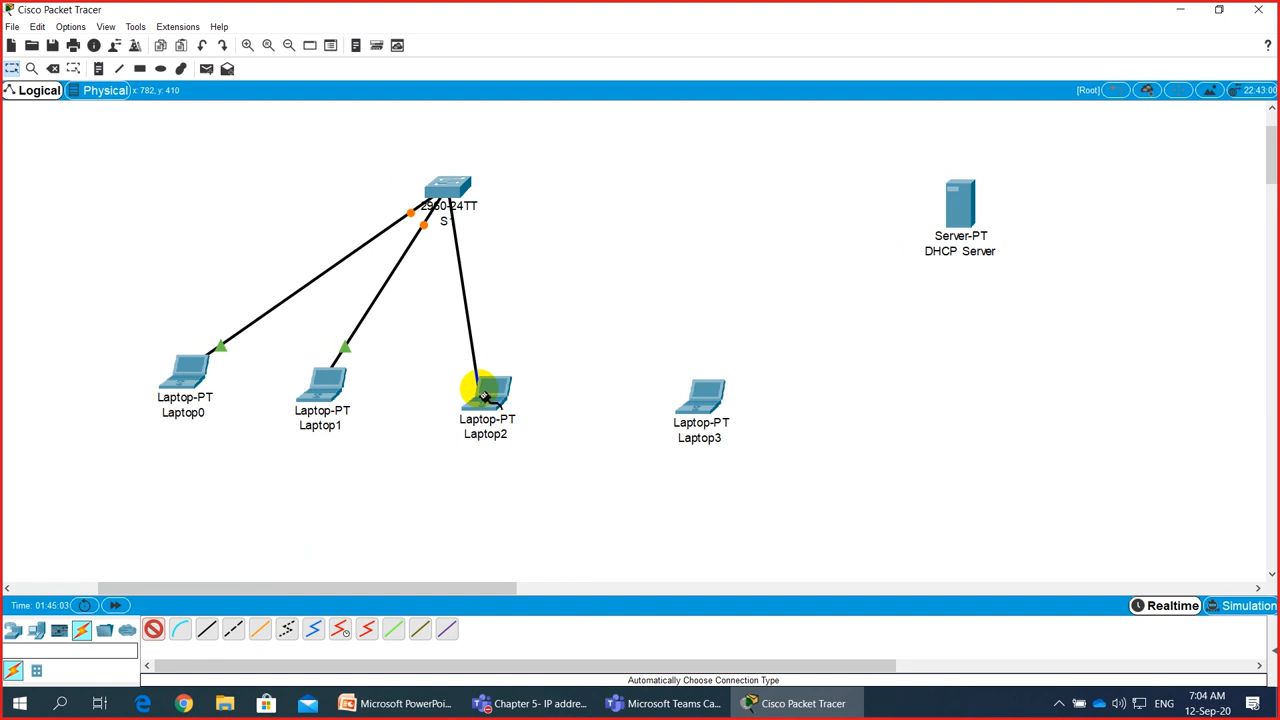 Cisco Packet Tracer
File Edit Options View Tools Extensions Help
Logical Physical x: 782, y: 410 [Root] 22:43:00
2960-24TT
Server-PT
DHCP Server
Laptop-PT
Laptop0
Laptop-PT
Laptop1
Laptop-PT
Laptop2
Laptop-PT
Laptop3
Time: 01:45:03 Realtime Simulation
Automatically Choose Connection Type
Microsoft PowerPoi... Chapter 5- IP addre... Microsoft Teams Ca... Cisco Packet Tracer ENG 7:04 AM
12-Sep-20